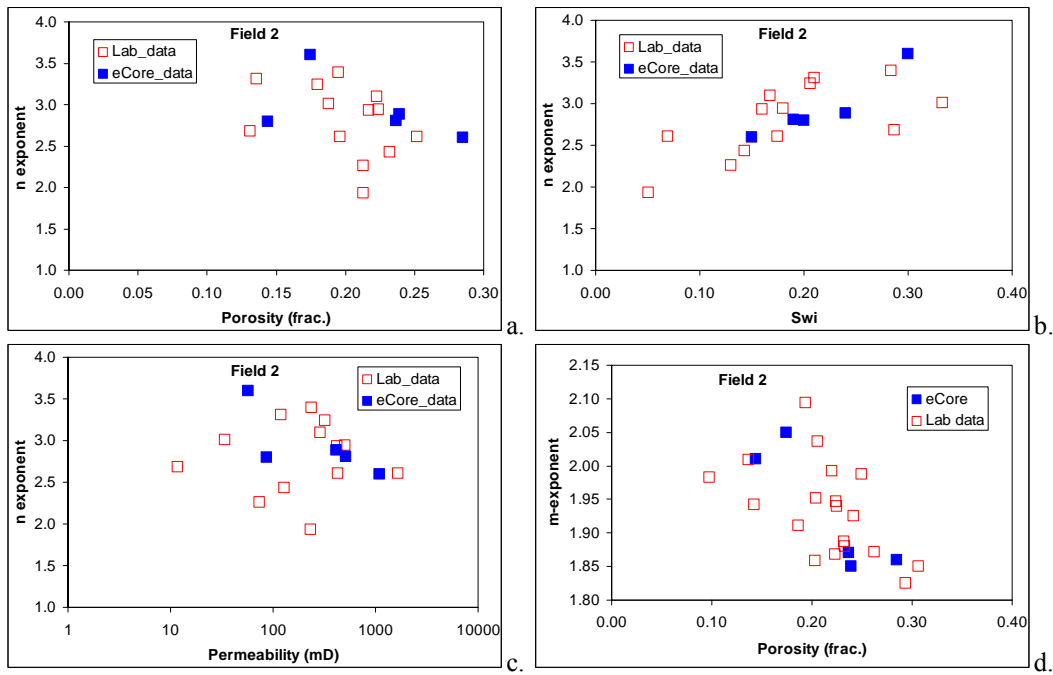 Field 2
Lab_data
eCore_data
4.0
3.5
3.0
2.5
2.0
1.5
1.0
n exponent
0.00 0.05 0.10 0.15 0.20 0.25 0.30
Porosity (frac.)
a.
Field 2
Lab_data
eCore_data
4.0
3.5
3.0
2.5
2.0
1.5
1.0
n exponent
0.00 0.10 0.20 0.30 0.40
Swi
b.
Field 2
Lab_data
eCore_data
4.0
3.5
3.0
2.5
2.0
1.5
1.0
n exponent
1 10 100 1000 10000
Permeability (mD)
c.
Field 2
eCore
Lab data
2.15
2.10
2.05
2.00
1.95
1.90
1.85
1.80
m-exponent
0.00 0.10 0.20 0.30 0.40
Porosity (frac.)
d.